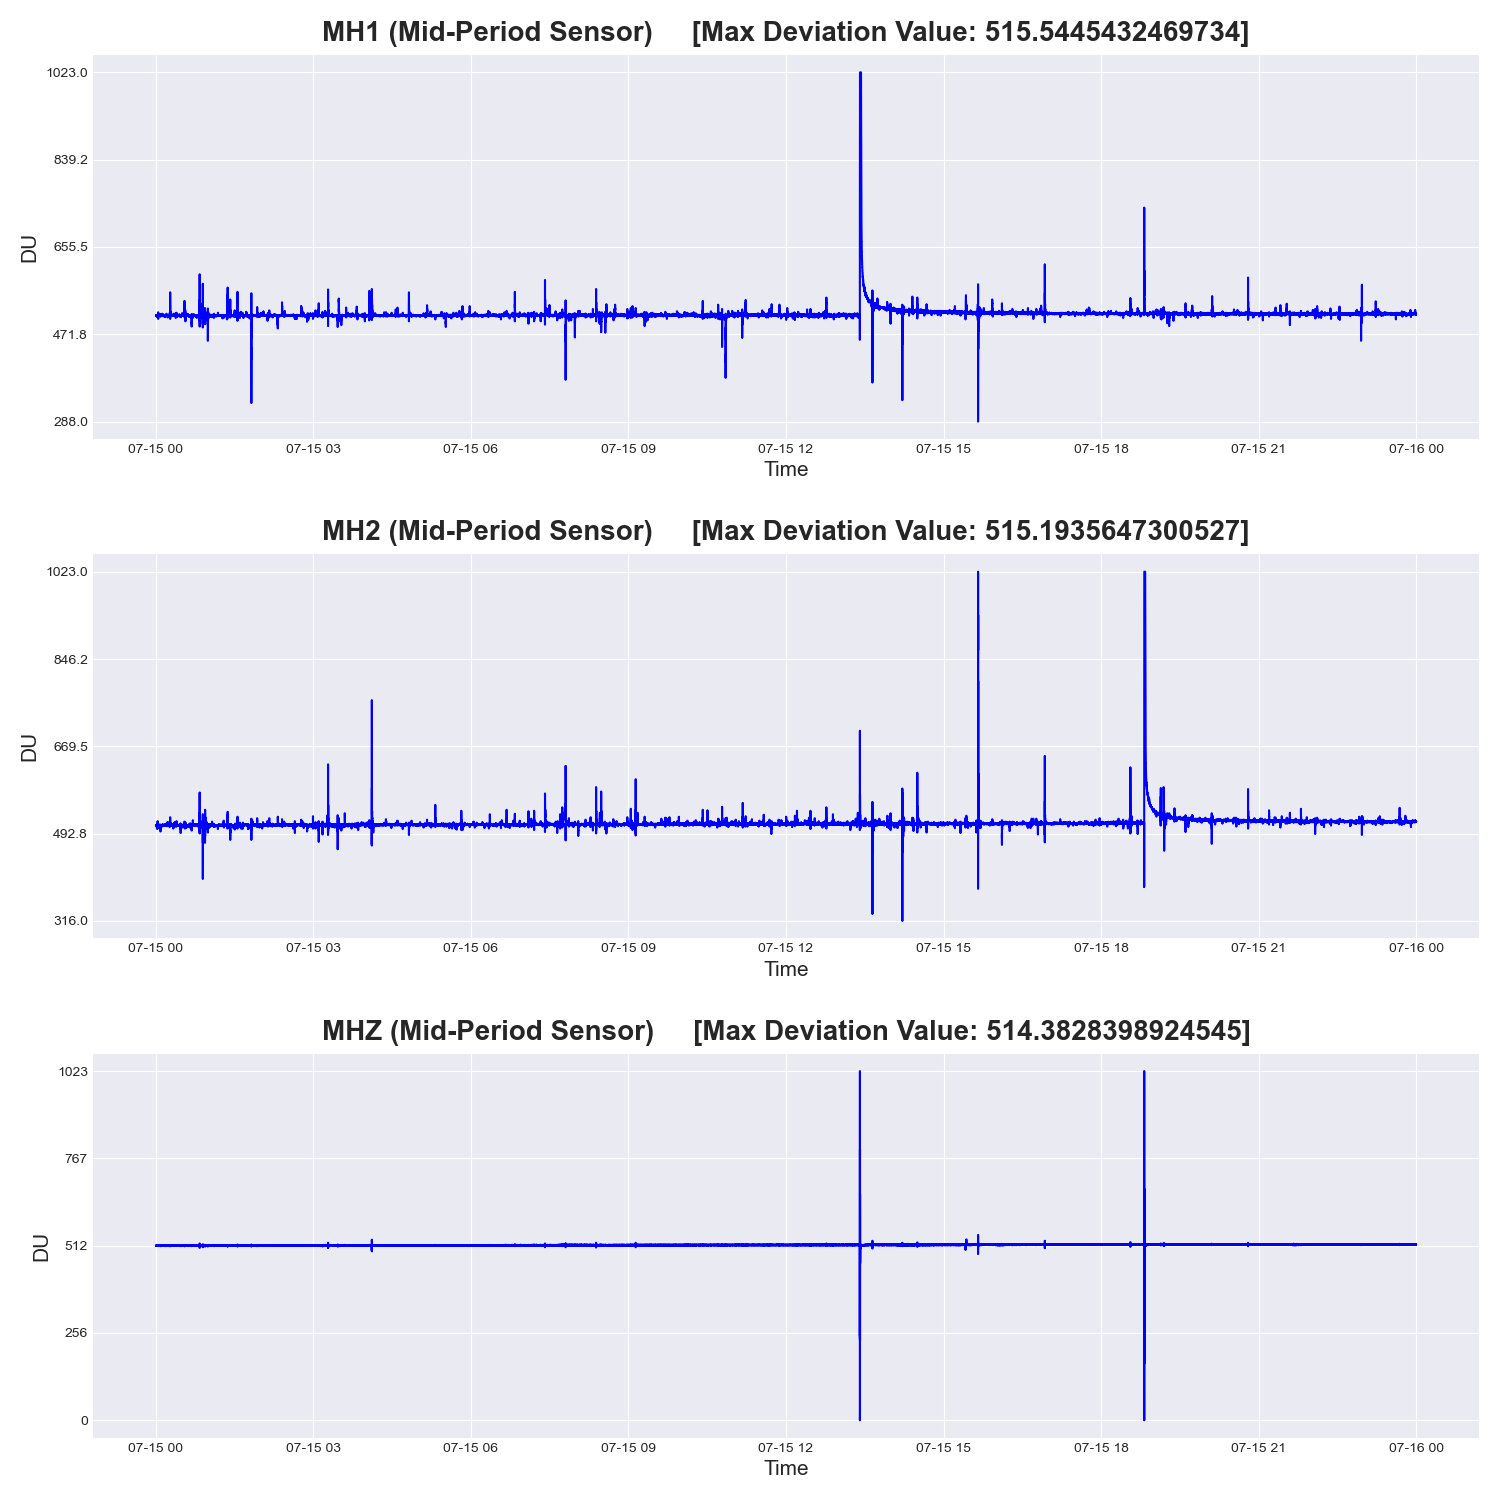 MH1 (Mid-Period Sensor) [Max Deviation Value: 515.5445432469734]
1023.0
839.2
655.5
471.8
288.0
DU
07-15 00 07-15 03 07-15 06 07-15 09 07-15 12 07-15 15 07-15 18 07-15 21 07-16 00
Time
MH2 (Mid-Period Sensor) [Max Deviation Value: 515.1935647300527]
1023.0
846.2
669.5
492.8
316.0
DU
07-15 00 07-15 03 07-15 06 07-15 09 07-15 12 07-15 15 07-15 18 07-15 21 07-16 00
Time
MHZ (Mid-Period Sensor) [Max Deviation Value: 514.3828398924545]
1023
767
512
256
0
DU
07-15 00 07-15 03 07-15 06 07-15 09 07-15 12 07-15 15 07-15 18 07-15 21 07-16 00
Time